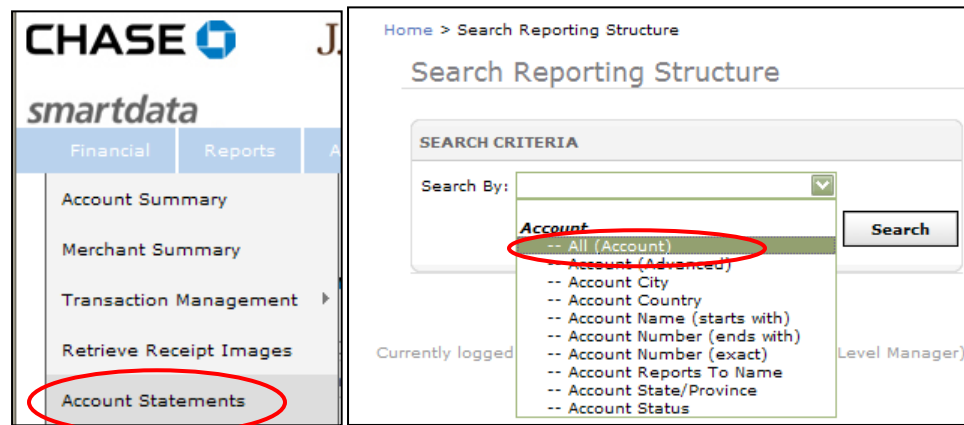 CHASE J.
smartdata
Financial Reports A
Account Summary
Merchant Summary
Transaction Management
Retrieve Receipt Images
Account Statements
Home > Search Reporting Structure
Search Reporting Structure
SEARCH CRITERIA
Search By:
Account
Search
-- All (Account)
-- Account (Advanced)
-- Account City
-- Account Country
-- Account Name (starts with)
-- Account Number (ends with)
-- Account Number (exact)
Currently logged Level Manager)
-- Account Reports To Name
-- Account State/Province
-- Account Status